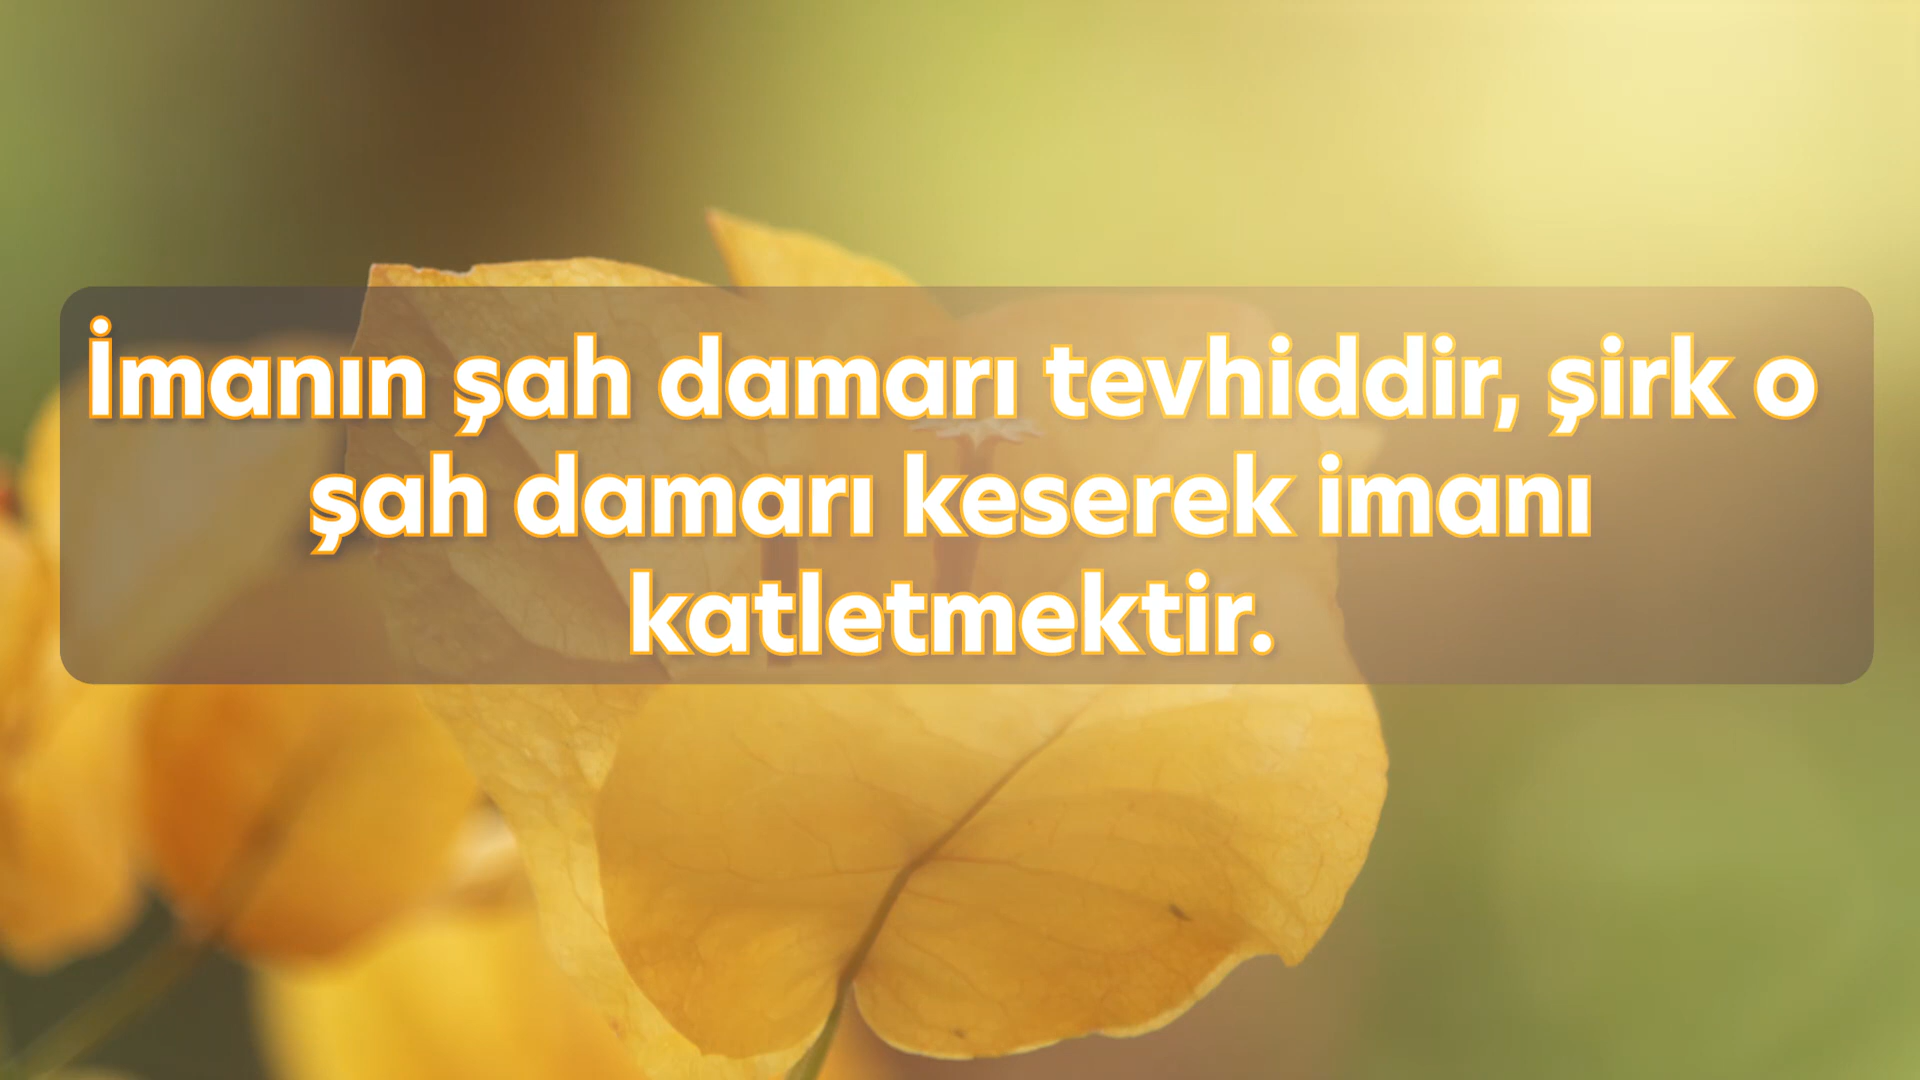 İmanın şah damarı tevhiddir, şirk o
şah damarı keserek imanı
katletmektir.